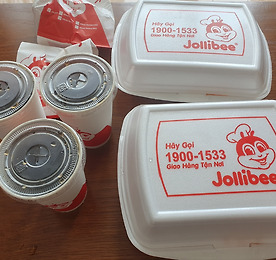 Hãy Gọi
1900-1533
Giao Hàng Tận Nơi
Jollibee
Hãy Gọi
1900-1533
Giao Hàng Tận Nơi
Jollibee